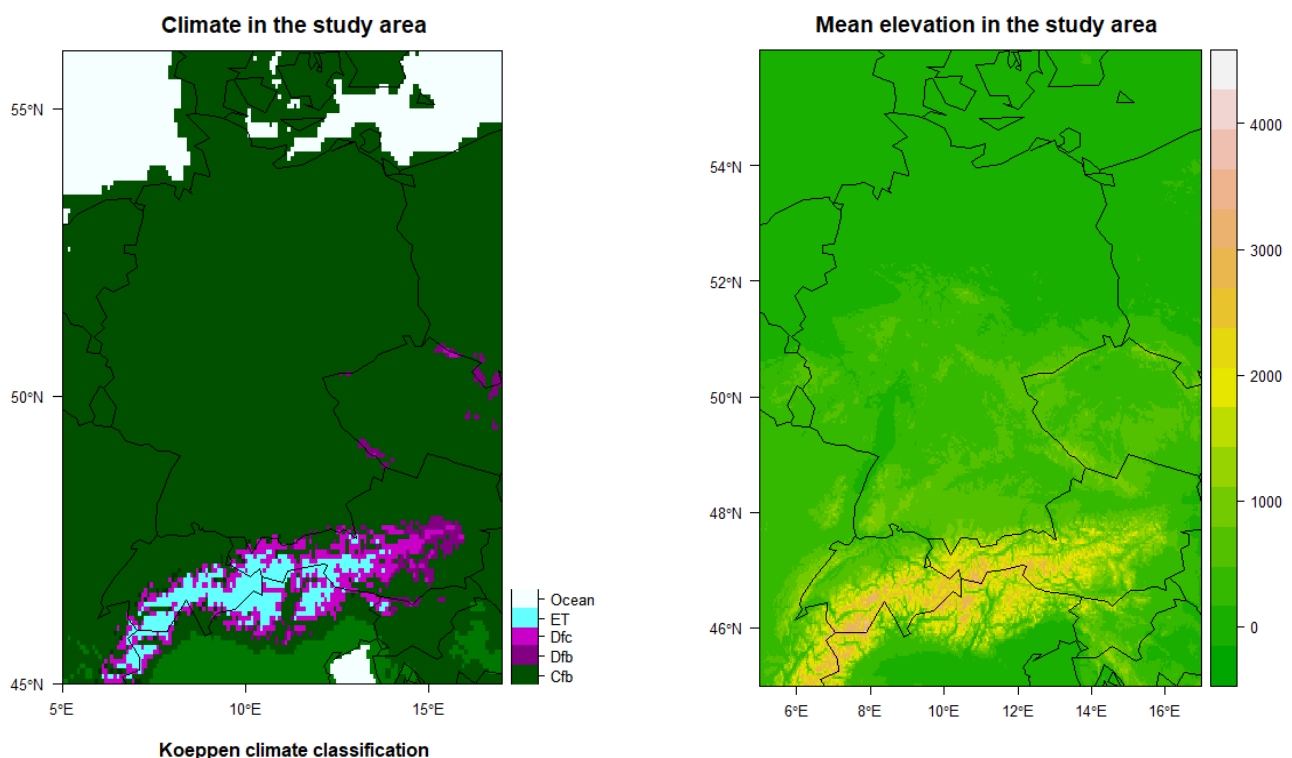 Climate in the study area
55°N
50°N
45°N
5°E
10°E
15°E
Ocean
ET
Dfc
Dfb
Cfb
Koeppen climate classification
Mean elevation in the study area
54°N
52°N
50°N
48°N
46°N
6°E
8°E
10°E
12°E
14°E
16°E
4000
3000
2000
1000
0